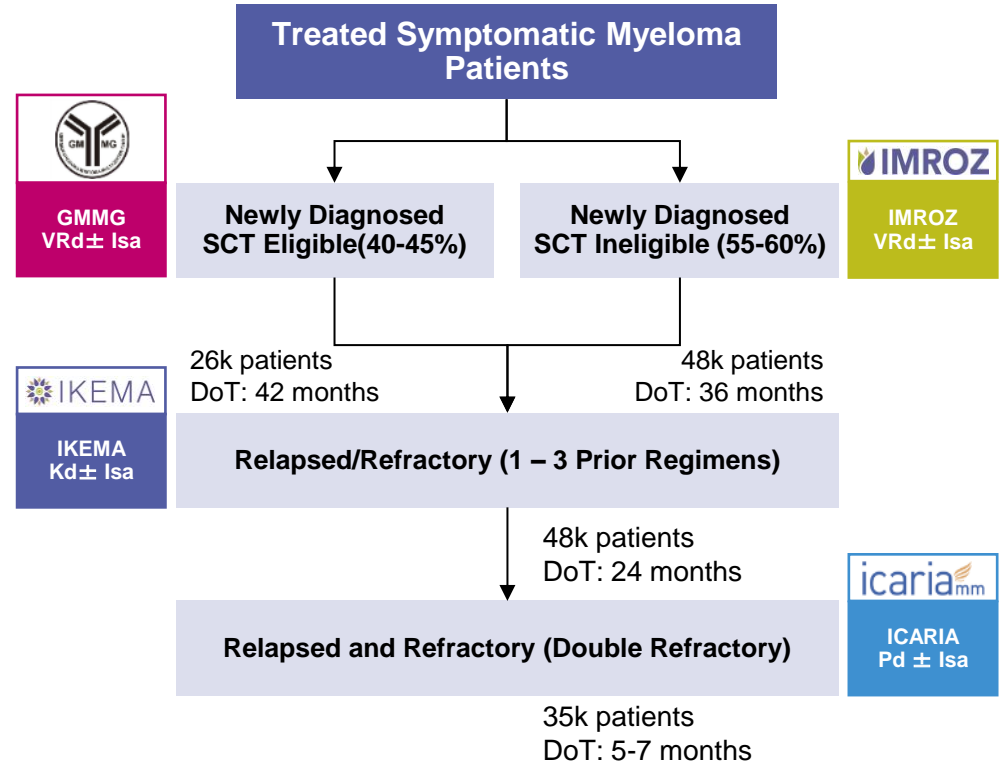 Treated Symptomatic Myeloma
Patients
GM MG
GMMG
VRd± Isa
IMROZ
IMROZ
VRd± Isa
Newly Diagnosed
SCT Eligible(40-45%)
Newly Diagnosed
SCT Ineligible (55-60%)
26k patients
DoT: 42 months
48k patients
DoT: 36 months
IKEMA
IKEMA
Kd± Isa
Relapsed/Refractory (1 – 3 Prior Regimens)
48k patients
DoT: 24 months
icaria mm
ICARIA
Pd ± Isa
Relapsed and Refractory (Double Refractory)
35k patients
DoT: 5-7 months